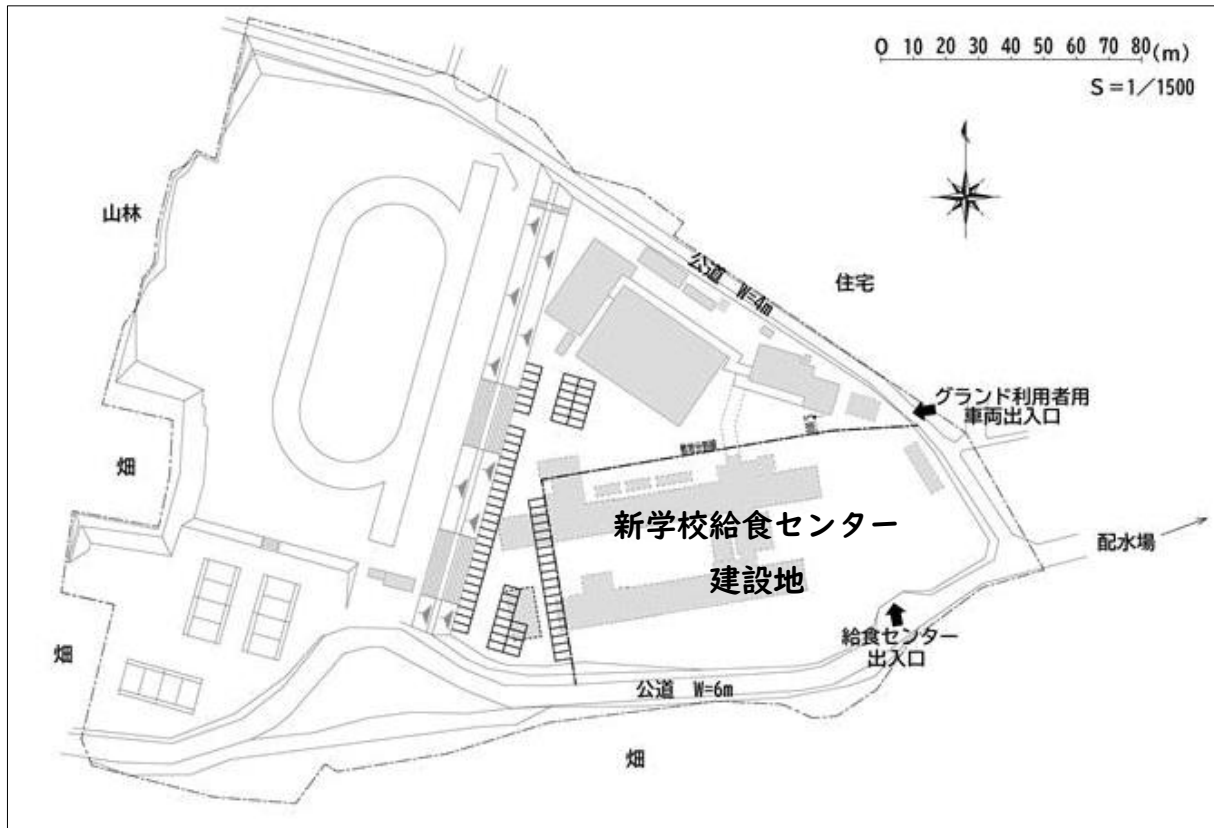 0 10 20 30 40 50 60 70 80(m)
S=1/1500
山林
公道 W=4m
住宅
グランド利用者用
車両出入口
畑
新学校給食センター
建設地
配水場
給食センター
出入口
畑
公道 W=6m
畑